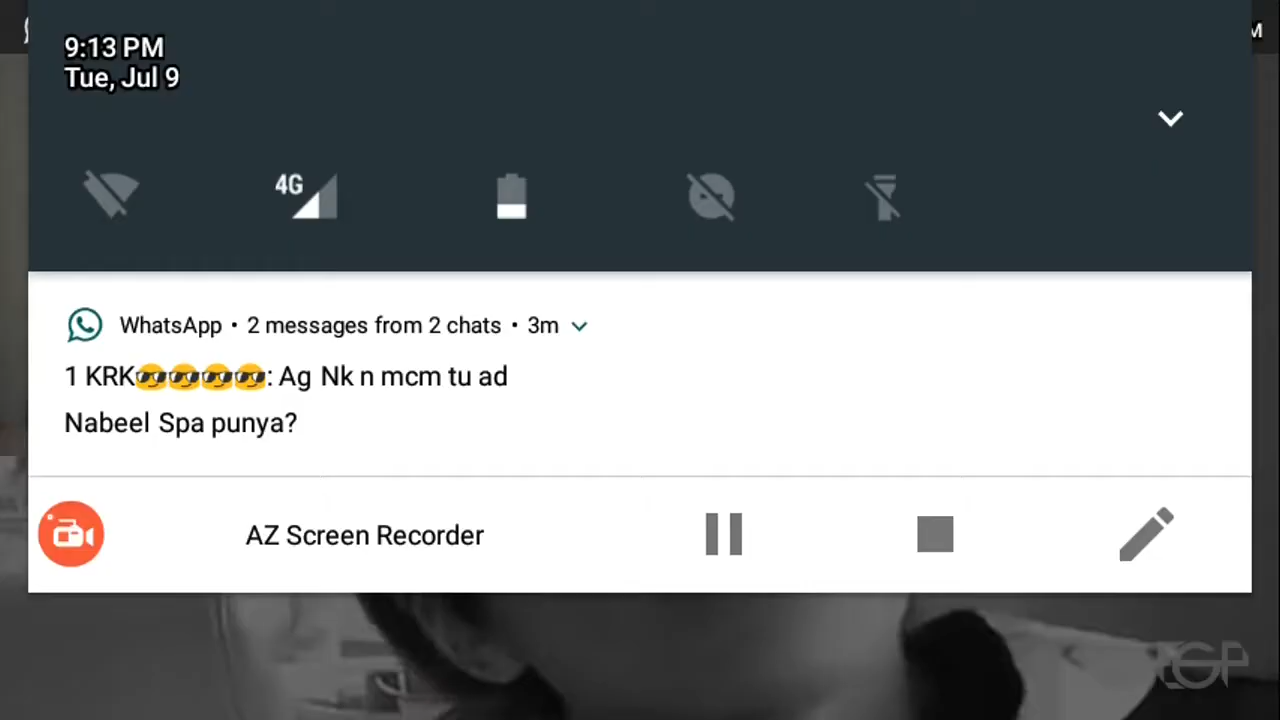 M
9:13 PM
Tue, Jul 9
4G
WhatsApp • 2 messages from 2 chats • 3m
1 KRK😎😎😎😎: Ag Nk n mcm tu ad
Nabeel Spa punya?
AZ Screen Recorder